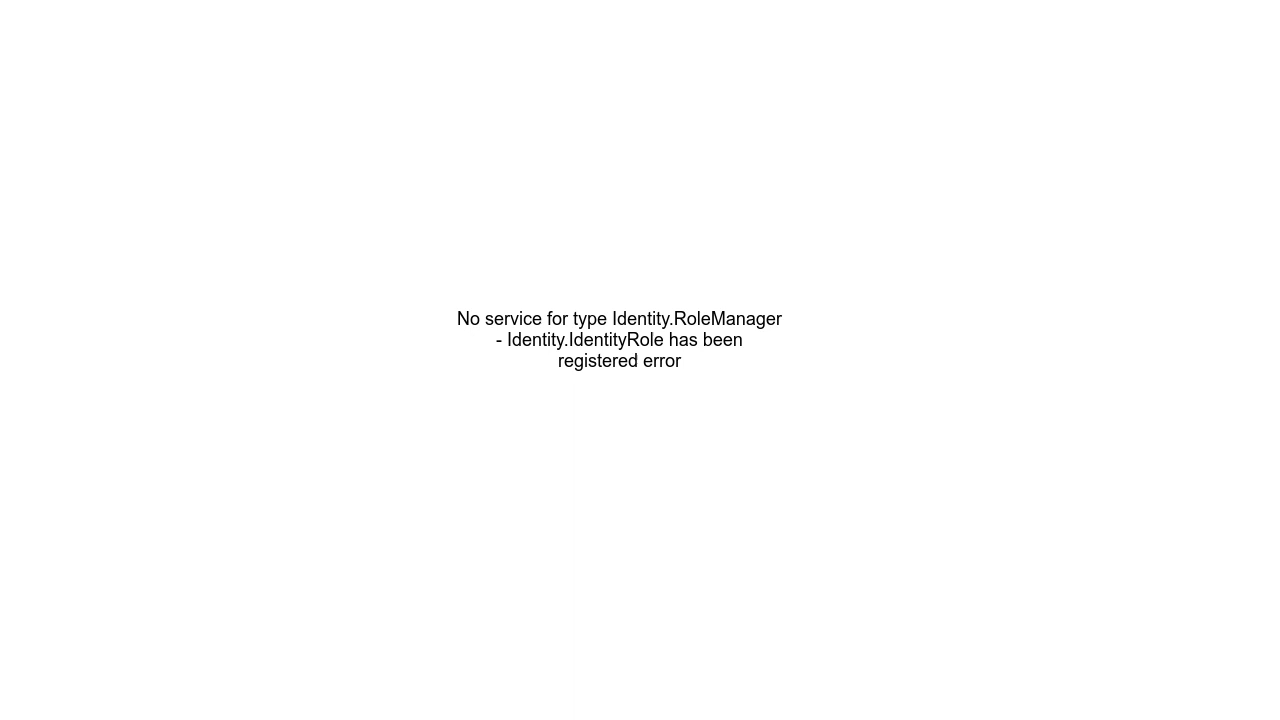 No service for type Identity.RoleManager
- Identity.IdentityRole has been
registered error